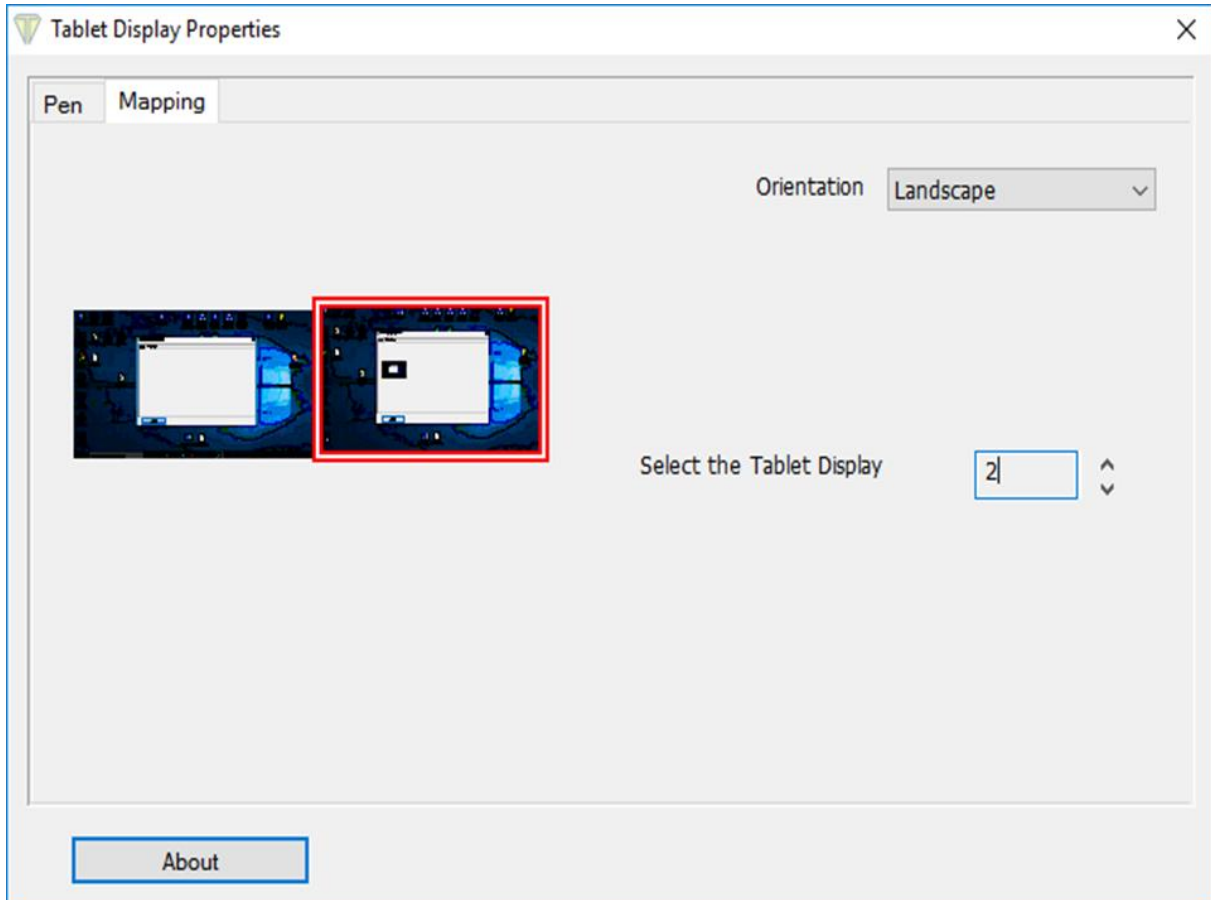 Tablet Display Properties
Pen
Mapping
Orientation
Landscape
Select the Tablet Display
2
About